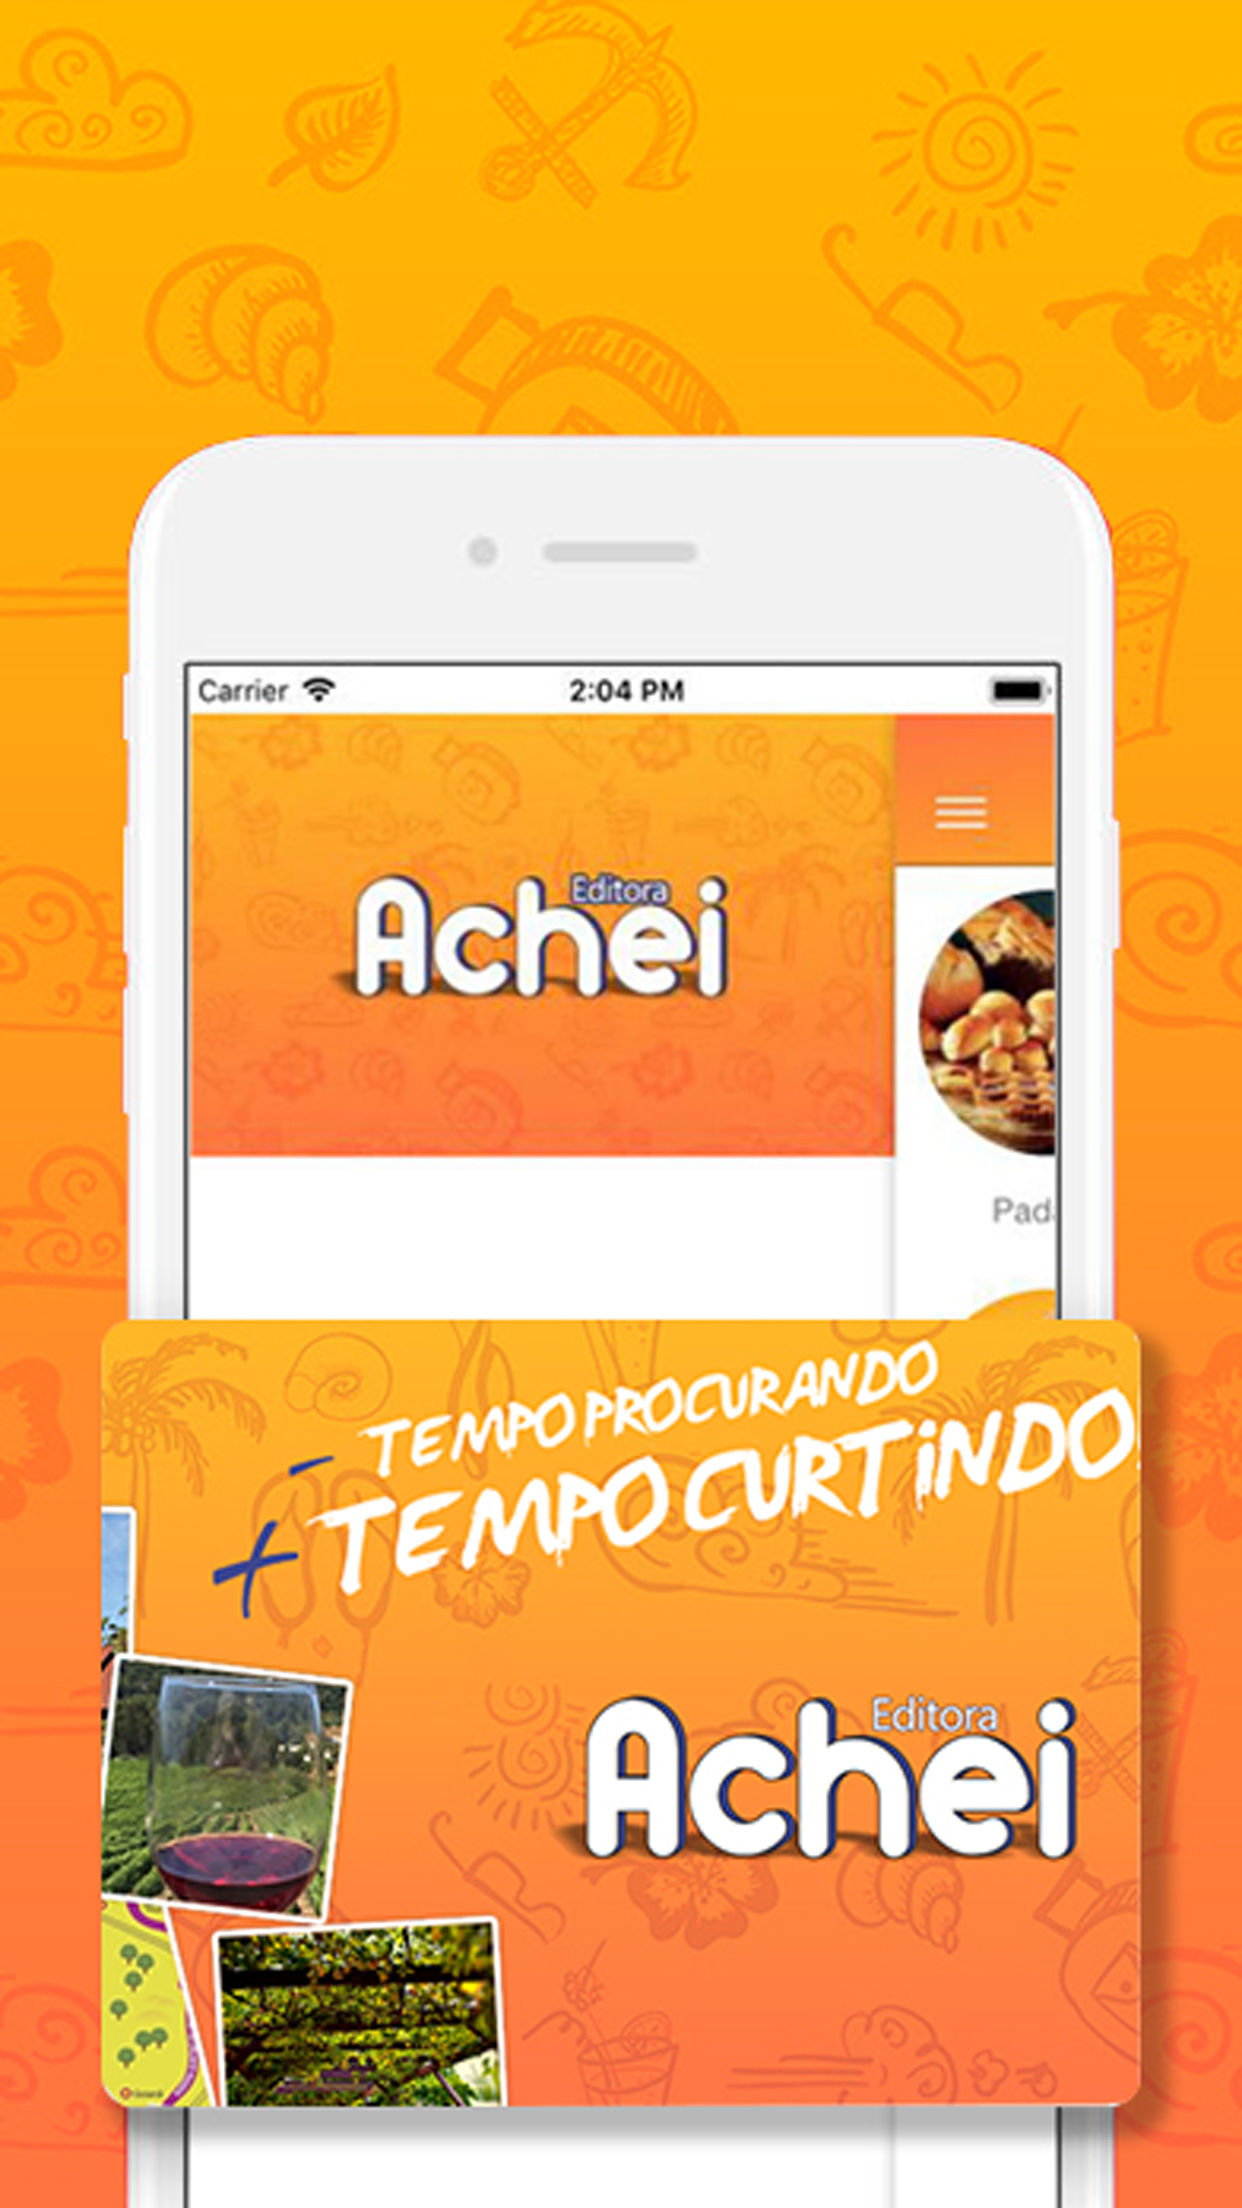 Carrier 2:04 PM
Editora
Achei
Pad
- TEMPO PROCURANDO
+ TEMPO CURTiNDO
Editora
Achei